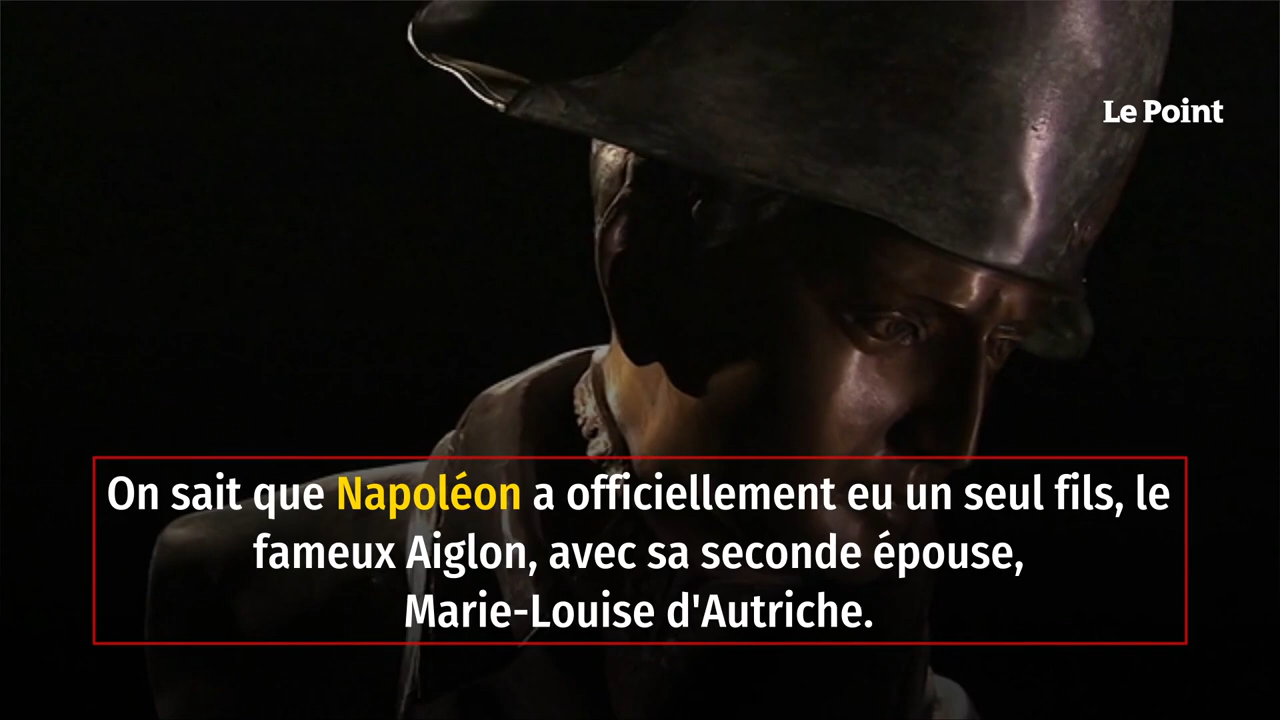 Le Point
On sait que Napoléon a officiellement eu un seul fils, le
fameux Aiglon, avec sa seconde épouse,
Marie-Louise d'Autriche.